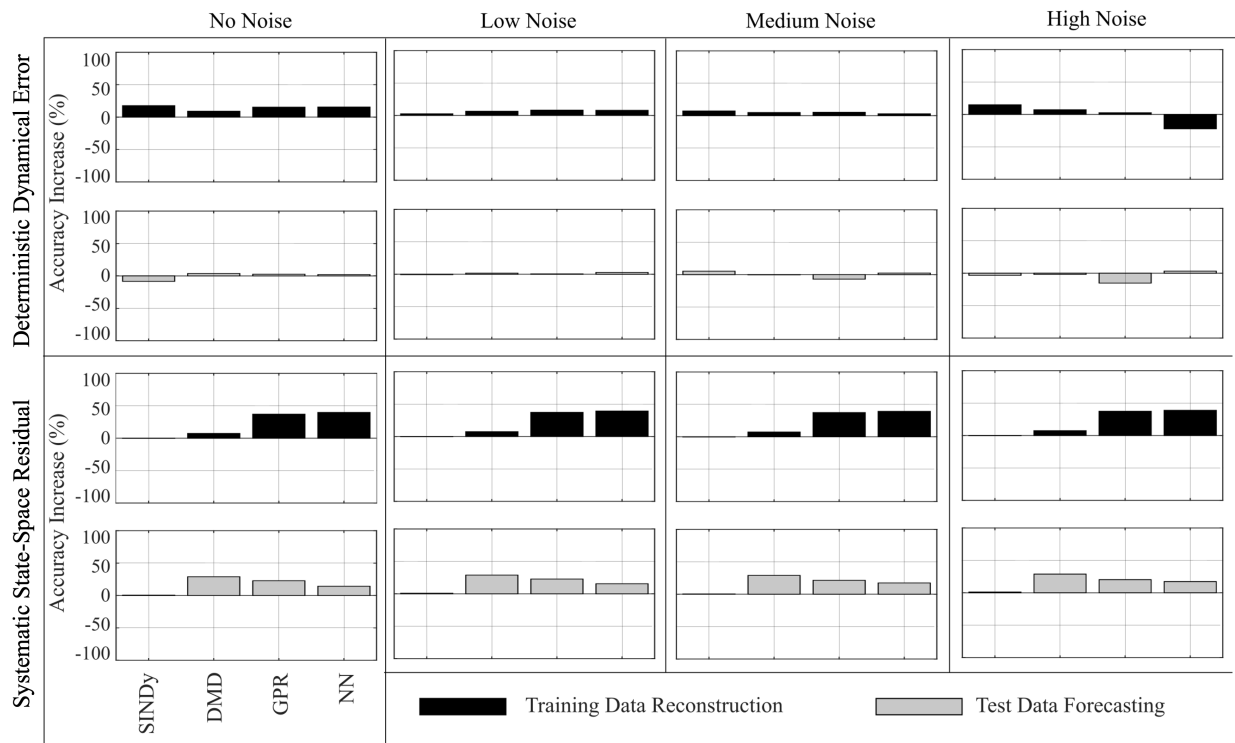 No Noise
Low Noise
Medium Noise
High Noise
Deterministic Dynamical Error
Accuracy Increase (%)
100
50
0
-50
-100
100
50
0
-50
-100
Systematic State-Space Residual
Accuracy Increase (%)
100
50
0
-50
-100
100
50
0
-50
-100
SINDy
DMD
GPR
NN
Training Data Reconstruction
Test Data Forecasting